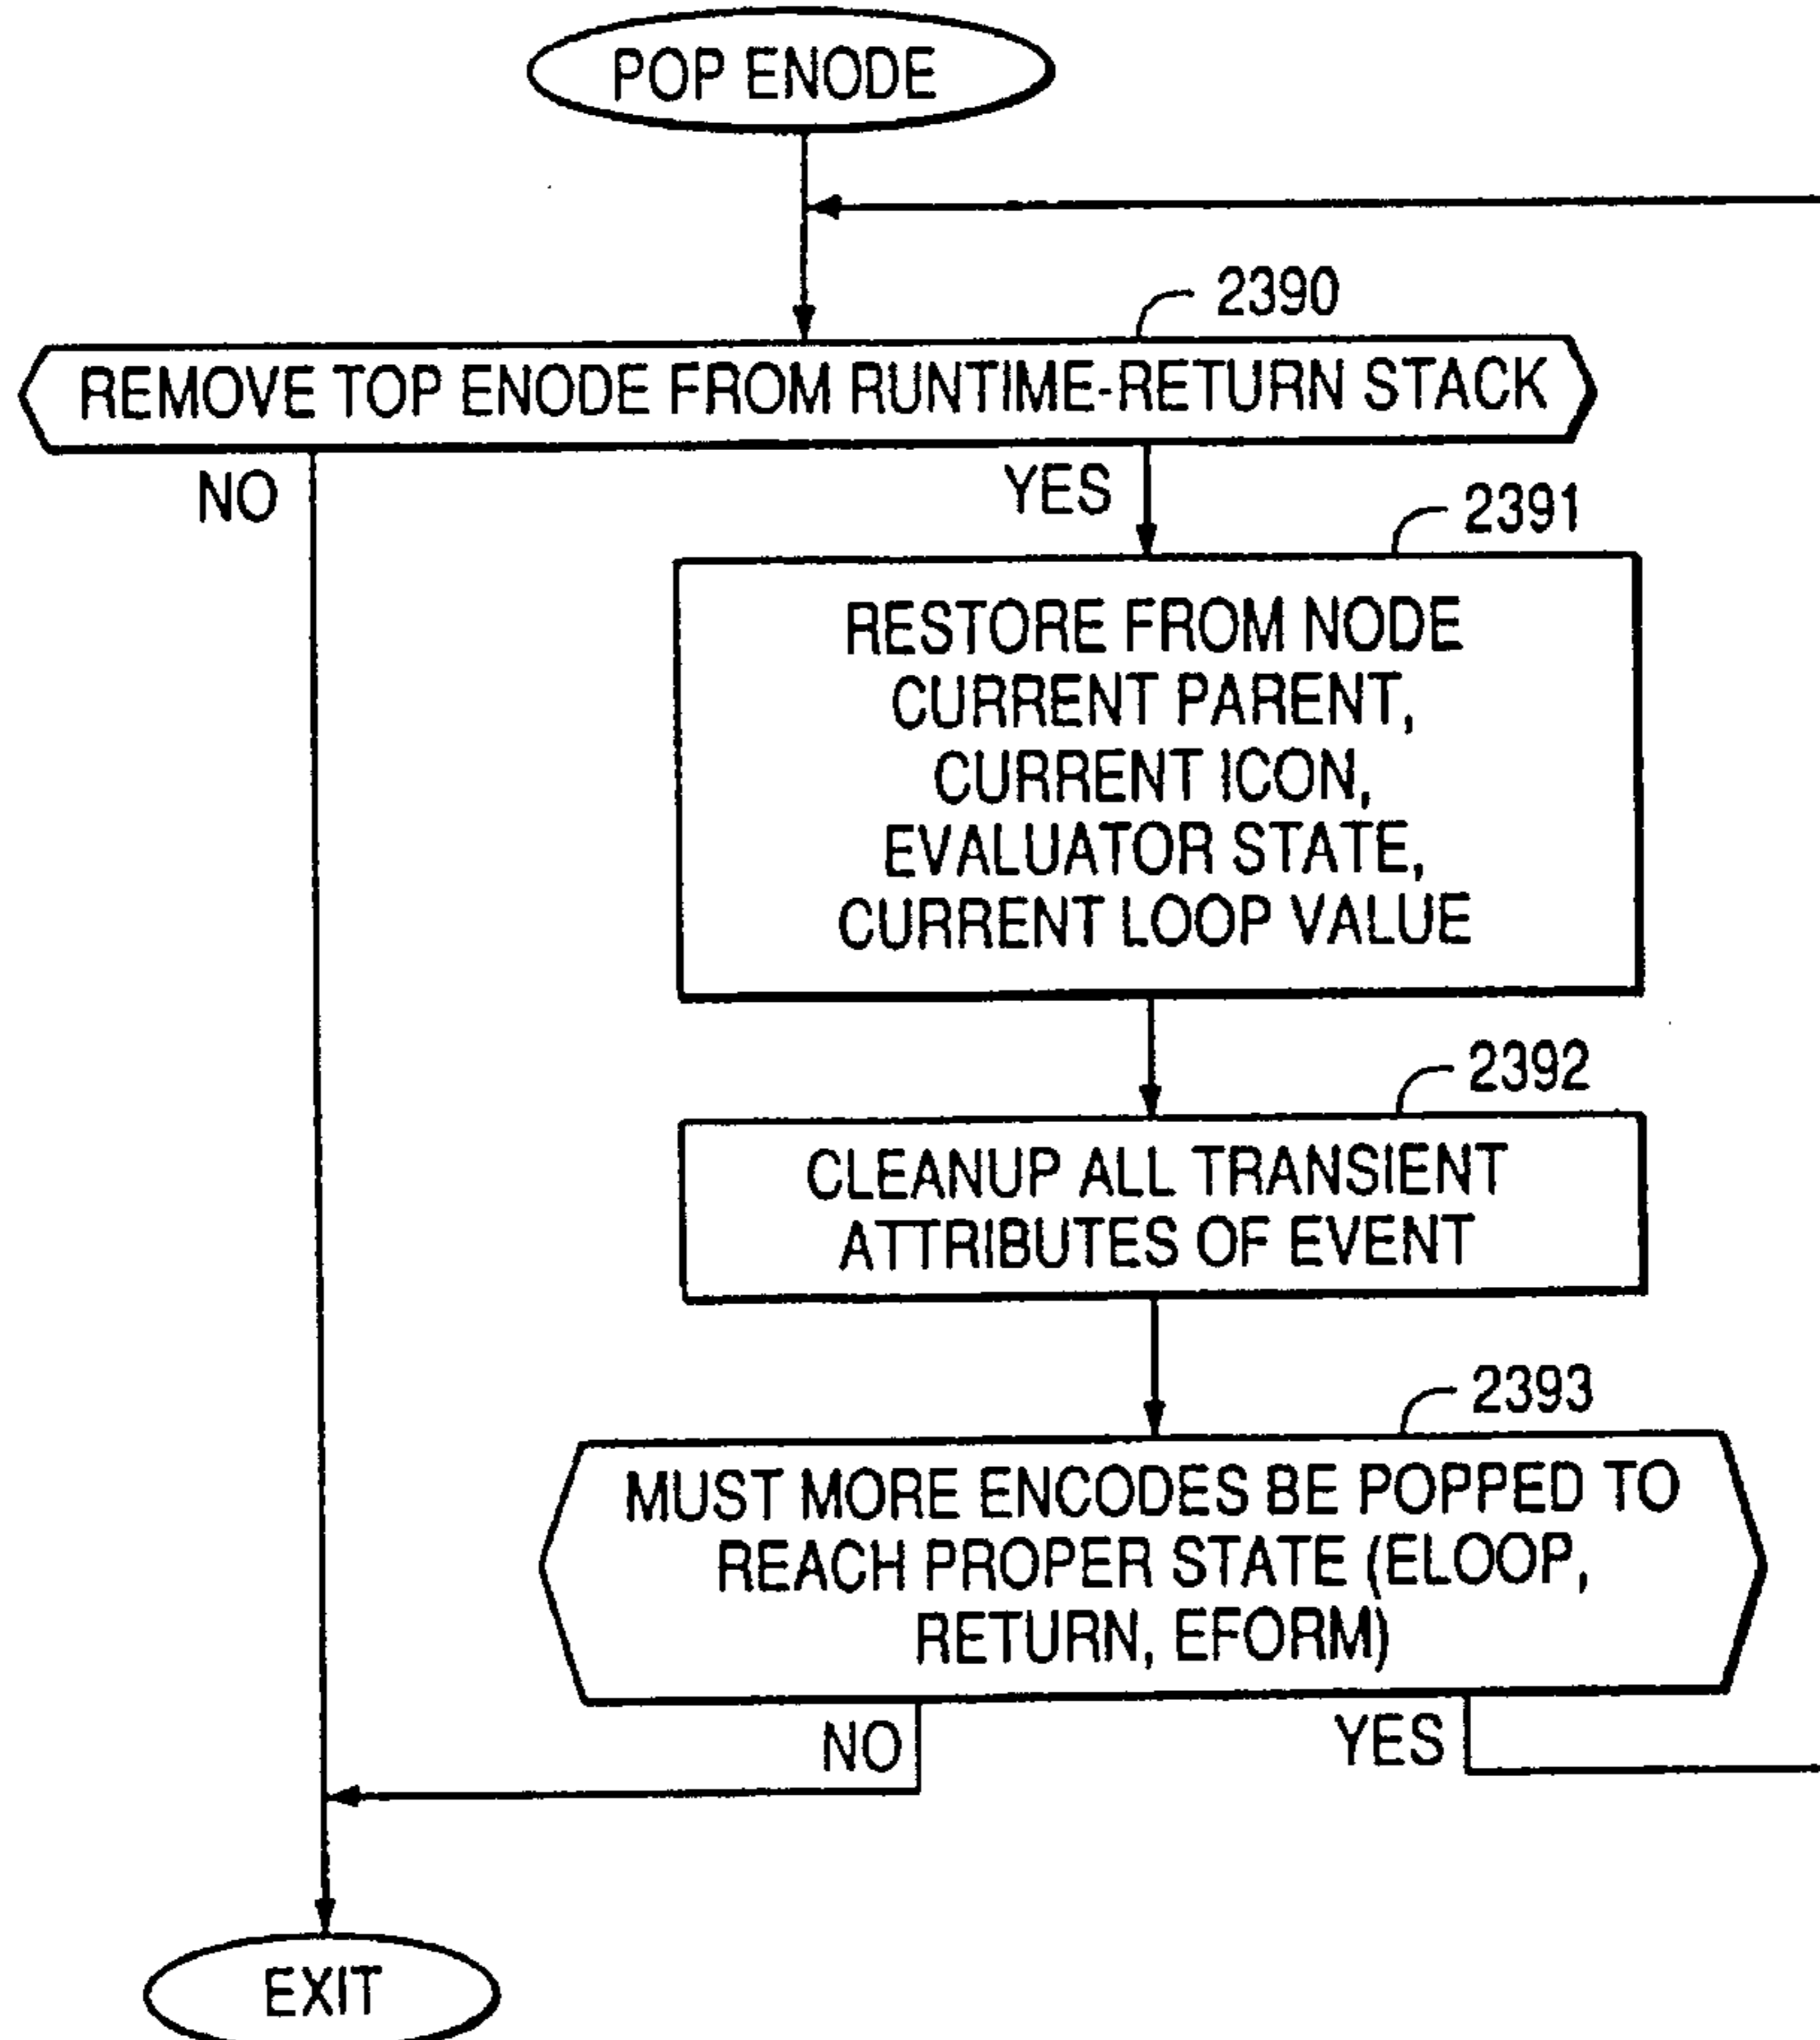 POP ENODE
2390
REMOVE TOP ENODE FROM RUNTIME-RETURN STACK
NO
YES
2391
RESTORE FROM NODE
CURRENT PARENT,
CURRENT ICON,
EVALUATOR STATE,
CURRENT LOOP VALUE
2392
CLEANUP ALL TRANSIENT
ATTRIBUTES OF EVENT
2393
MUST MORE ENCODES BE POPPED TO
REACH PROPER STATE (ELOOP,
RETURN, EFORM)
NO
YES
EXIT